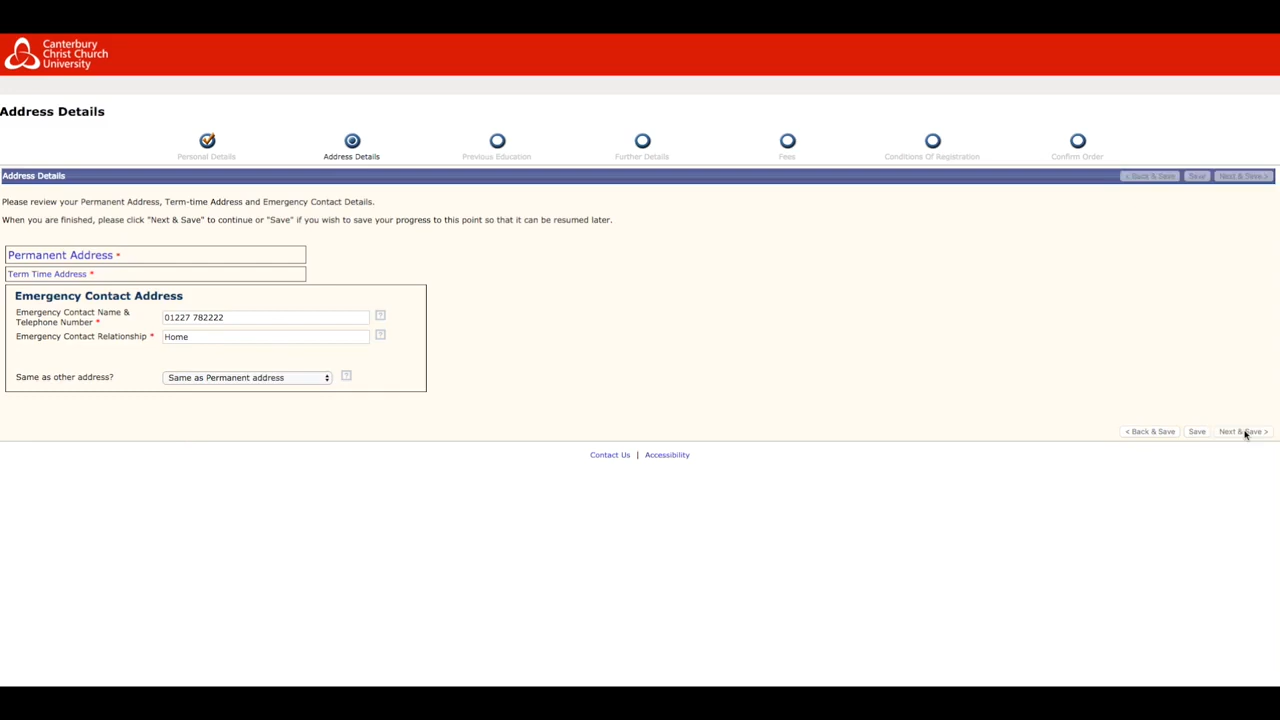 Canterbury
Christ Church
University
Address Details
Personal Details
Address Details
Previous Education
Further Details
Fees
Conditions Of Registration
Confirm Order
Address Details
< Back & Save
Save
Next & Save >
Please review your Permanent Address, Term-time Address and Emergency Contact Details.
When you are finished, please click "Next & Save" to continue or "Save" if you wish to save your progress to this point so that it can be resumed later.
Permanent Address *
Term Time Address *
Emergency Contact Address
Emergency Contact Name &
Telephone Number *
01227 782222
?
Emergency Contact Relationship *
Home
?
Same as other address?
Same as Permanent address
?
< Back & Save
Save
Next & Save >
Contact Us | Accessibility